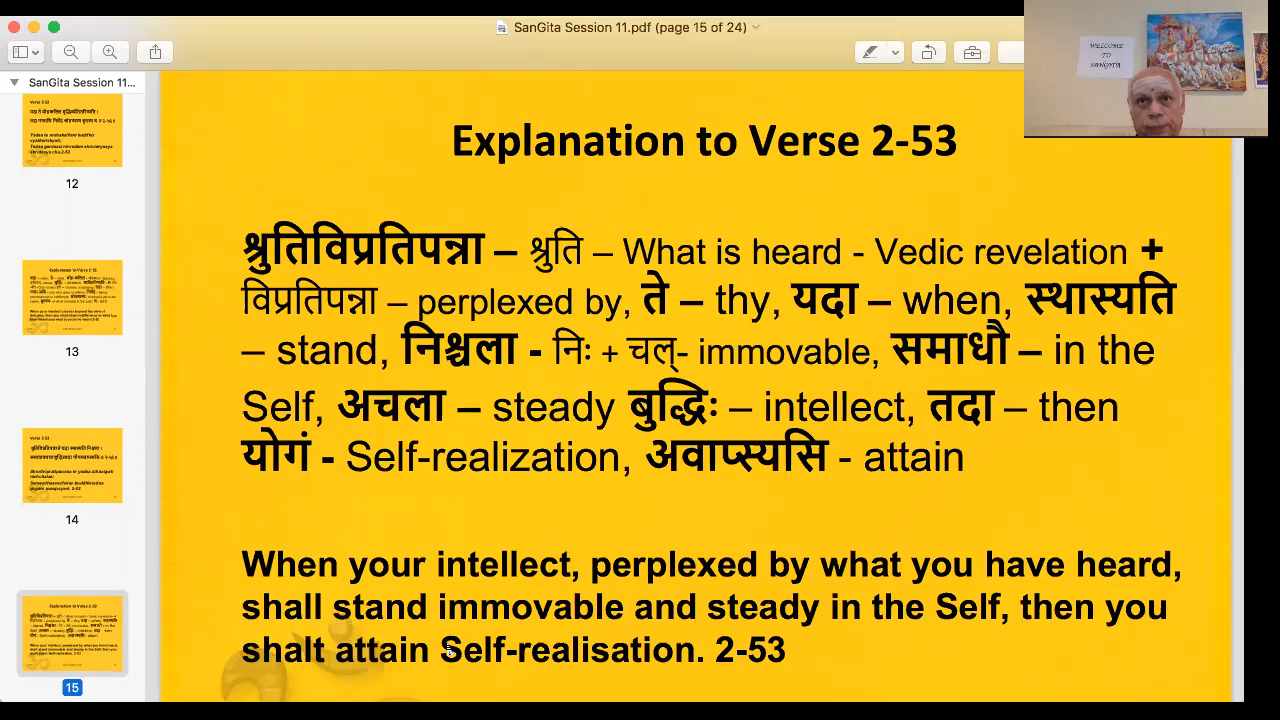 SanGita Session 11.pdf (page 15 of 24)
SanGita Session 11...
WELCOME
TO
SANGITA
12
13
14
15
Explanation to Verse 2-53
श्रुतिविप्रतिपन्ना – श्रुति – What is heard - Vedic revelation +
विप्रतिपन्ना – perplexed by, ते – thy, यदा – when, स्थास्यति
– stand, निश्चला - निः + चल्- immovable, समाधौ – in the
Self, अचला – steady बुद्धिः – intellect, तदा – then
योगं - Self-realization, अवाप्स्यसि - attain
When your intellect, perplexed by what you have heard,
shall stand immovable and steady in the Self, then you
shalt attain Self-realisation. 2-53